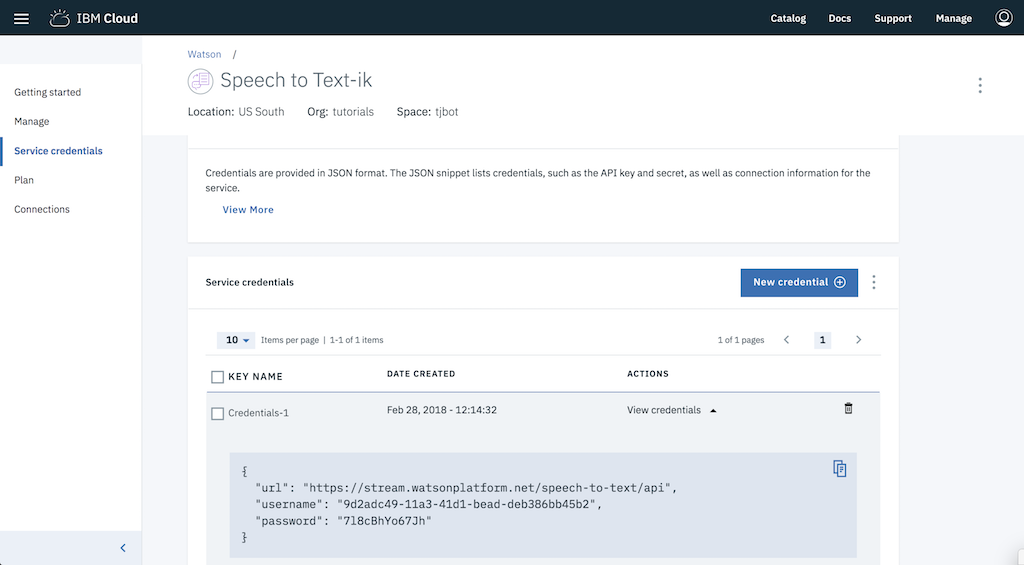 IBM Cloud
Catalog Docs Support Manage
Watson /
Speech to Text-ik
Location: US South Org: tutorials Space: tjbot
Getting started
Manage
Service credentials
Plan
Connections
Credentials are provided in JSON format. The JSON snippet lists credentials, such as the API key and secret, as well as connection information for the
service.
View More
Service credentials
New credential
10 Items per page | 1-1 of 1 items
1 of 1 pages 1
KEY NAME DATE CREATED ACTIONS
Credentials-1 Feb 28, 2018 - 12:14:32 View credentials
{
"url": "https://stream.watsonplatform.net/speech-to-text/api",
"username": "9d2adc49-11a3-41d1-bead-deb386bb45b2",
"password": "7l8cBhYo67Jh"
}